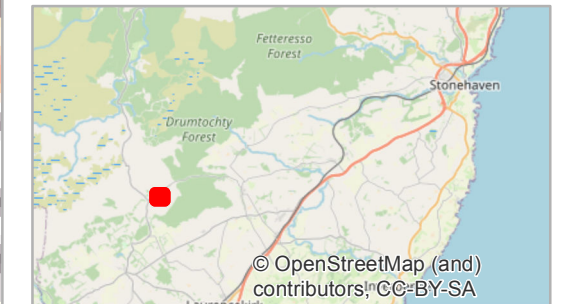 Fetteresso
Forest
Stonehaven
Drumtochty
Forest
© OpenStreetMap (and)
contributors, CC-BY-SA